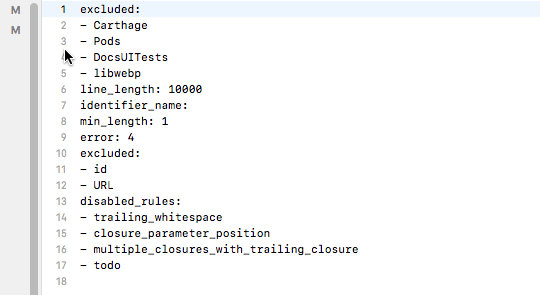 M
M
1 excluded:
2 - Carthage
3 - Pods
- DocsUITests
5 - libwebp
6 line_length: 10000
7 identifier_name:
8 min_length: 1
9 error: 4
10 excluded:
11 - id
12 - URL
13 disabled_rules:
14 - trailing_whitespace
15 - closure_parameter_position
16 - multiple_closures_with_trailing_closure
17 - todo
18